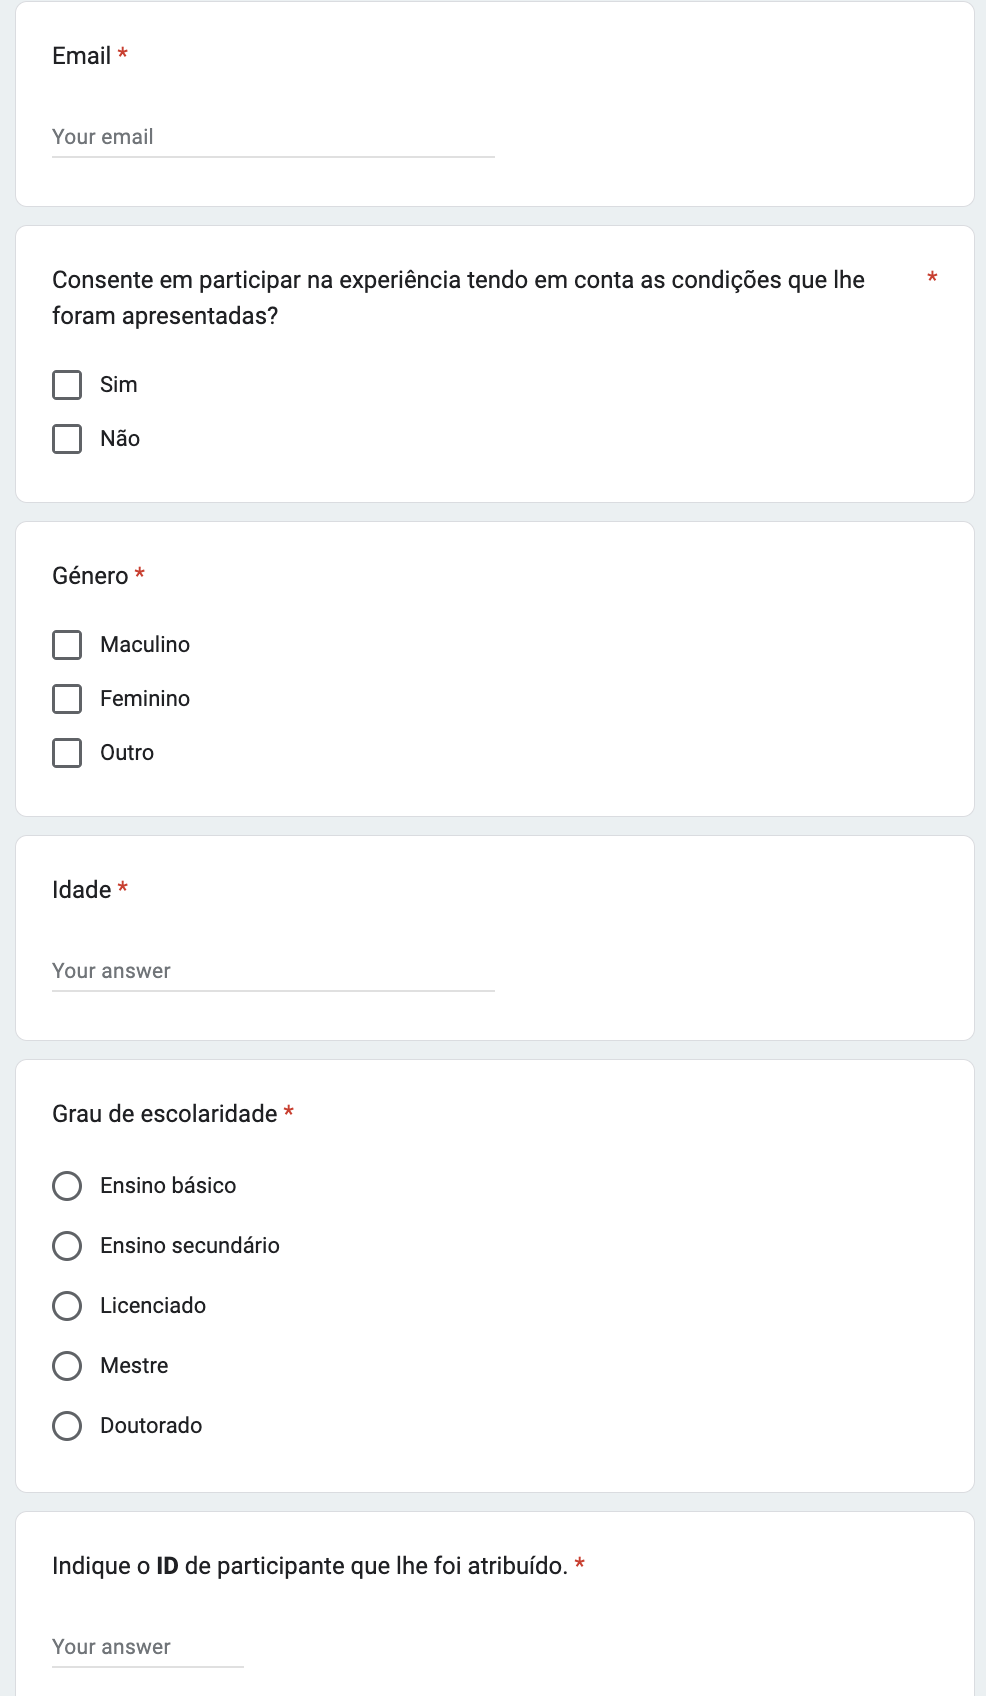 Email *
Your email
Consente em participar na experiência tendo em conta as condições que lhe *
foram apresentadas?
Sim
Não
Género *
Maculino
Feminino
Outro
Idade *
Your answer
Grau de escolaridade *
Ensino básico
Ensino secundário
Licenciado
Mestre
Doutorado
Indique o ID de participante que lhe foi atribuído. *
Your answer